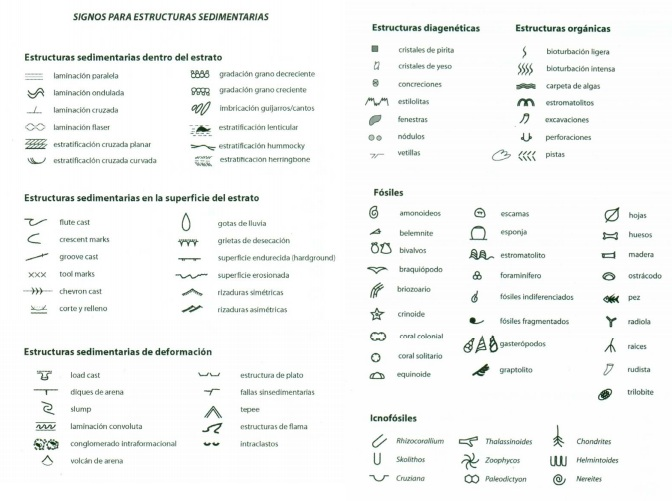 SIGNOS PARA ESTRUCTURAS SEDIMENTARIAS
Estructuras sedimentarias dentro del estrato
laminación paralela
laminación ondulada
laminación cruzada
laminación flaser
estratificación cruzada planar
estratificación cruzada curvada
gradación grano decreciente
gradación grano creciente
imbricación guijarros/cantos
estratificación lenticular
estratificación hummocky
estratificación herringbone
Estructuras sedimentarias en la superficie del estrato
flute cast
crescent marks
groove cast
tool marks
chevron cast
corte y relleno
gotas de lluvia
grietas de desecación
superficie endurecida (hardground)
superficie erosionada
rizaduras simétricas
rizaduras asimétricas
Estructuras sedimentarias de deformación
load cast
diques de arena
slump
laminación convoluta
conglomerado intraformacional
volcán de arena
estructura de plato
fallas sinsedimentarias
tepee
estructuras de flama
intraclastos
Estructuras diagenéticas
cristales de pirita
cristales de yeso
concreciones
estilolitas
fenestras
nódulos
vetillas
Estructuras orgánicas
bioturbación ligera
bioturbación intensa
carpeta de algas
estromatolitos
excavaciones
perforaciones
pistas
Fósiles
amonoideos
belemnite
bivalvos
braquiópodo
briozoario
crinoide
coral colonial
coral solitario
equinoide
escamas
esponja
estromatolito
foraminífero
fósiles indiferenciados
fósiles fragmentados
gasterópodos
graptolito
hojas
huesos
madera
ostrácodo
pez
radiola
raices
rudista
trilobite
Icnofósiles
Rhizocorallium
Skolithos
Cruziana
Thalassinoides
Zoophycos
Paleodictyon
Chondrites
Helmintoides
Nereites